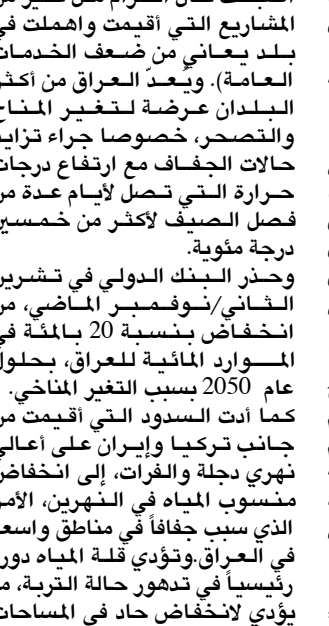 المشاريع التي أقيمت واهملت في
بلد يعاني من ضعف الخدمات
العامة). ويُعدّ العراق من أكثر
البلدان عرضة لتغير المناخ
والتصحر، خصوصا جراء تزايد
حالات الجفاف مع ارتفاع درجات
حرارة التي تصل لأيام عدة من
فصل الصيف لأكثر من خمسين
درجة مئوية.
وحذر البنك الدولي في تشرين
الثاني/نوفمبر الماضي، من
انخفاض بنسبة 20 بالمئة في
الموارد المائية للعراق، بحلول
عام 2050 بسبب التغير المناخي.
كما أدت السدود التي أقيمت من
جانب تركيا وإيران على أعالي
نهري دجلة والفرات، إلى انخفاض
منسوب المياه في النهرين، الأمر
الذي سبب جفافاً في مناطق واسعة
في العراق.وتؤدي قلة المياه دور
رئيسياً في تدهور حالة التربة، م
يؤدي لانخفاض حاد في المساحات